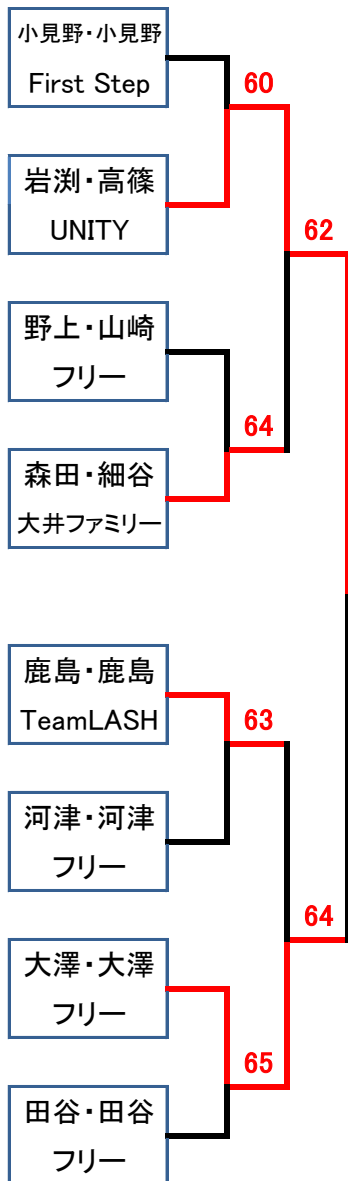 小見野・小見野
First Step
60
岩渕・高篠
UNITY
62
野上・山崎
フリー
64
森田・細谷
大井ファミリー
鹿島・鹿島
TeamLASH
63
河津・河津
フリー
64
大澤・大澤
フリー
65
田谷・田谷
フリー